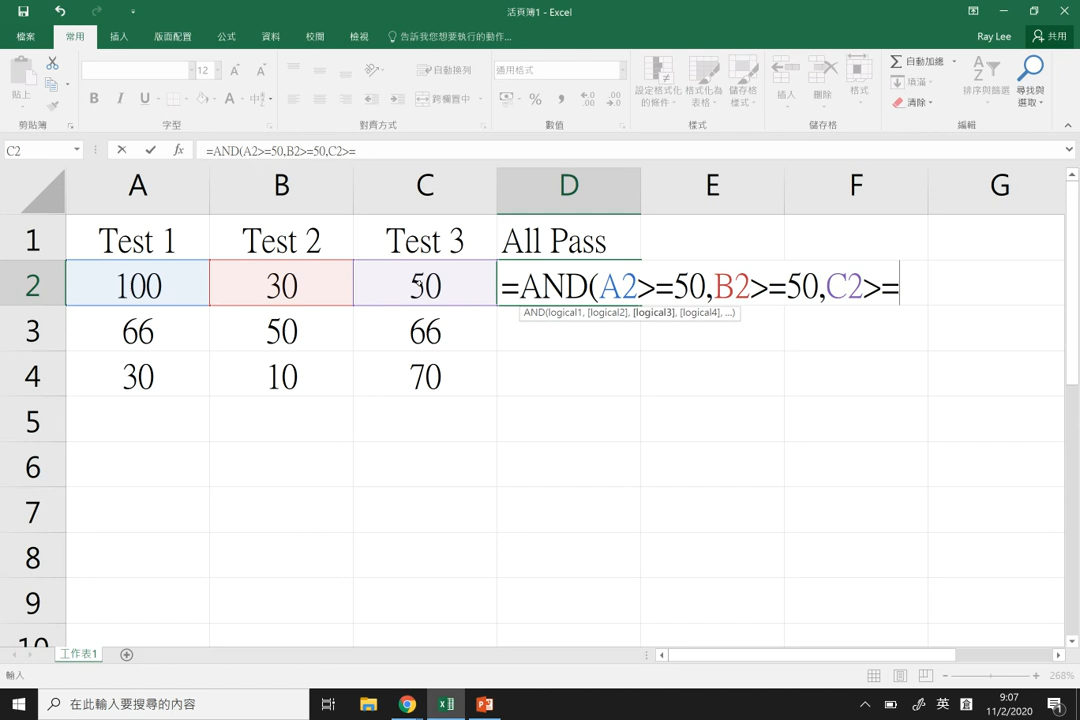 活頁簿1 - Excel
檔案 常用 插入 版面配置 公式 資料 校閱 檢視 告訴我您想要執行的動作... Ray Lee 共用
貼上 12 A A 自動換列 通用格式 設定格式化的條件 格式化為表格 儲存格樣式 插入 刪除 格式 自動加總 填滿 清除 排序與篩選 尋找與選取
B I U A 中 跨欄置中 % , .00
剪貼簿 字型 對齊方式 數值 樣式 儲存格 編輯
C2 fx =AND(A2>=50,B2>=50,C2>=
A B C D E F G
1 Test 1 Test 2 Test 3 All Pass
2 100 30 50 =AND(A2>=50,B2>=50,C2>=
AND(logical1, [logical2], [logical3], [logical4], ...)
3 66 50 66
4 30 10 70
5
6
7
8
9
10
工作表1
輸入 268%
在此輸入要搜尋的內容 英 9:07
11/2/2020 1